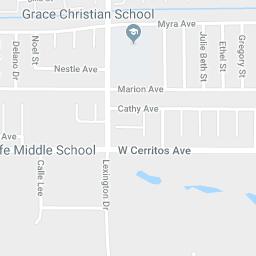 Grace Christian School
Myra Ave
Noel St
Delano Dr
Julie Beth St
Ethel St
Gregory St
Nestle Ave
Marion Ave
Cathy Ave
fe Middle School
W Cerritos Ave
Calle Lee
Lexington Dr